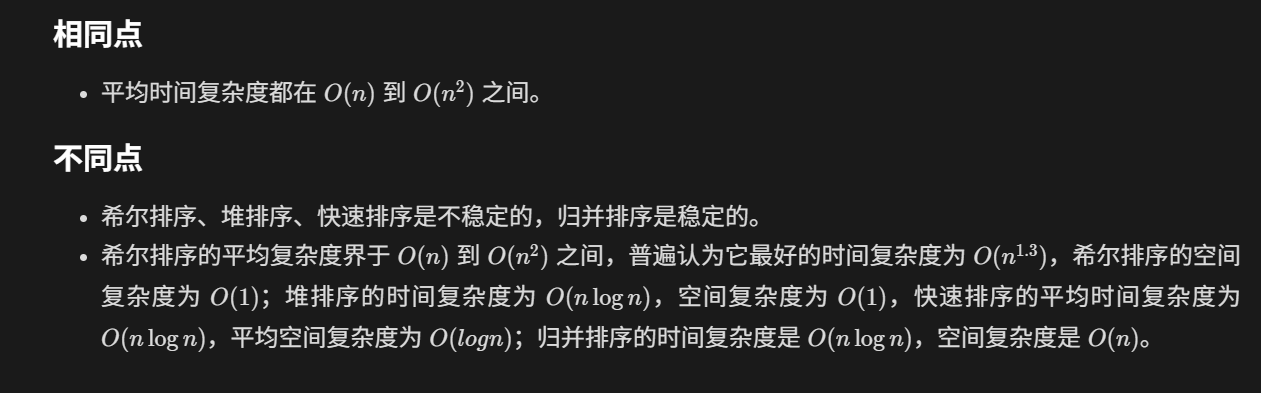 相同点
• 平均时间复杂度都在 O(n) 到 O(n²) 之间。
不同点
• 希尔排序、堆排序、快速排序是不稳定的，归并排序是稳定的。
• 希尔排序的平均复杂度界于 O(n) 到 O(n²) 之间，普遍认为它最好的时间复杂度为 O(n¹·³)，希尔排序的空间
复杂度为 O(1)；堆排序的时间复杂度为 O(n log n)，空间复杂度为 O(1)，快速排序的平均时间复杂度为
O(n log n)，平均空间复杂度为 O(logn)；归并排序的时间复杂度是 O(n log n)，空间复杂度是 O(n)。